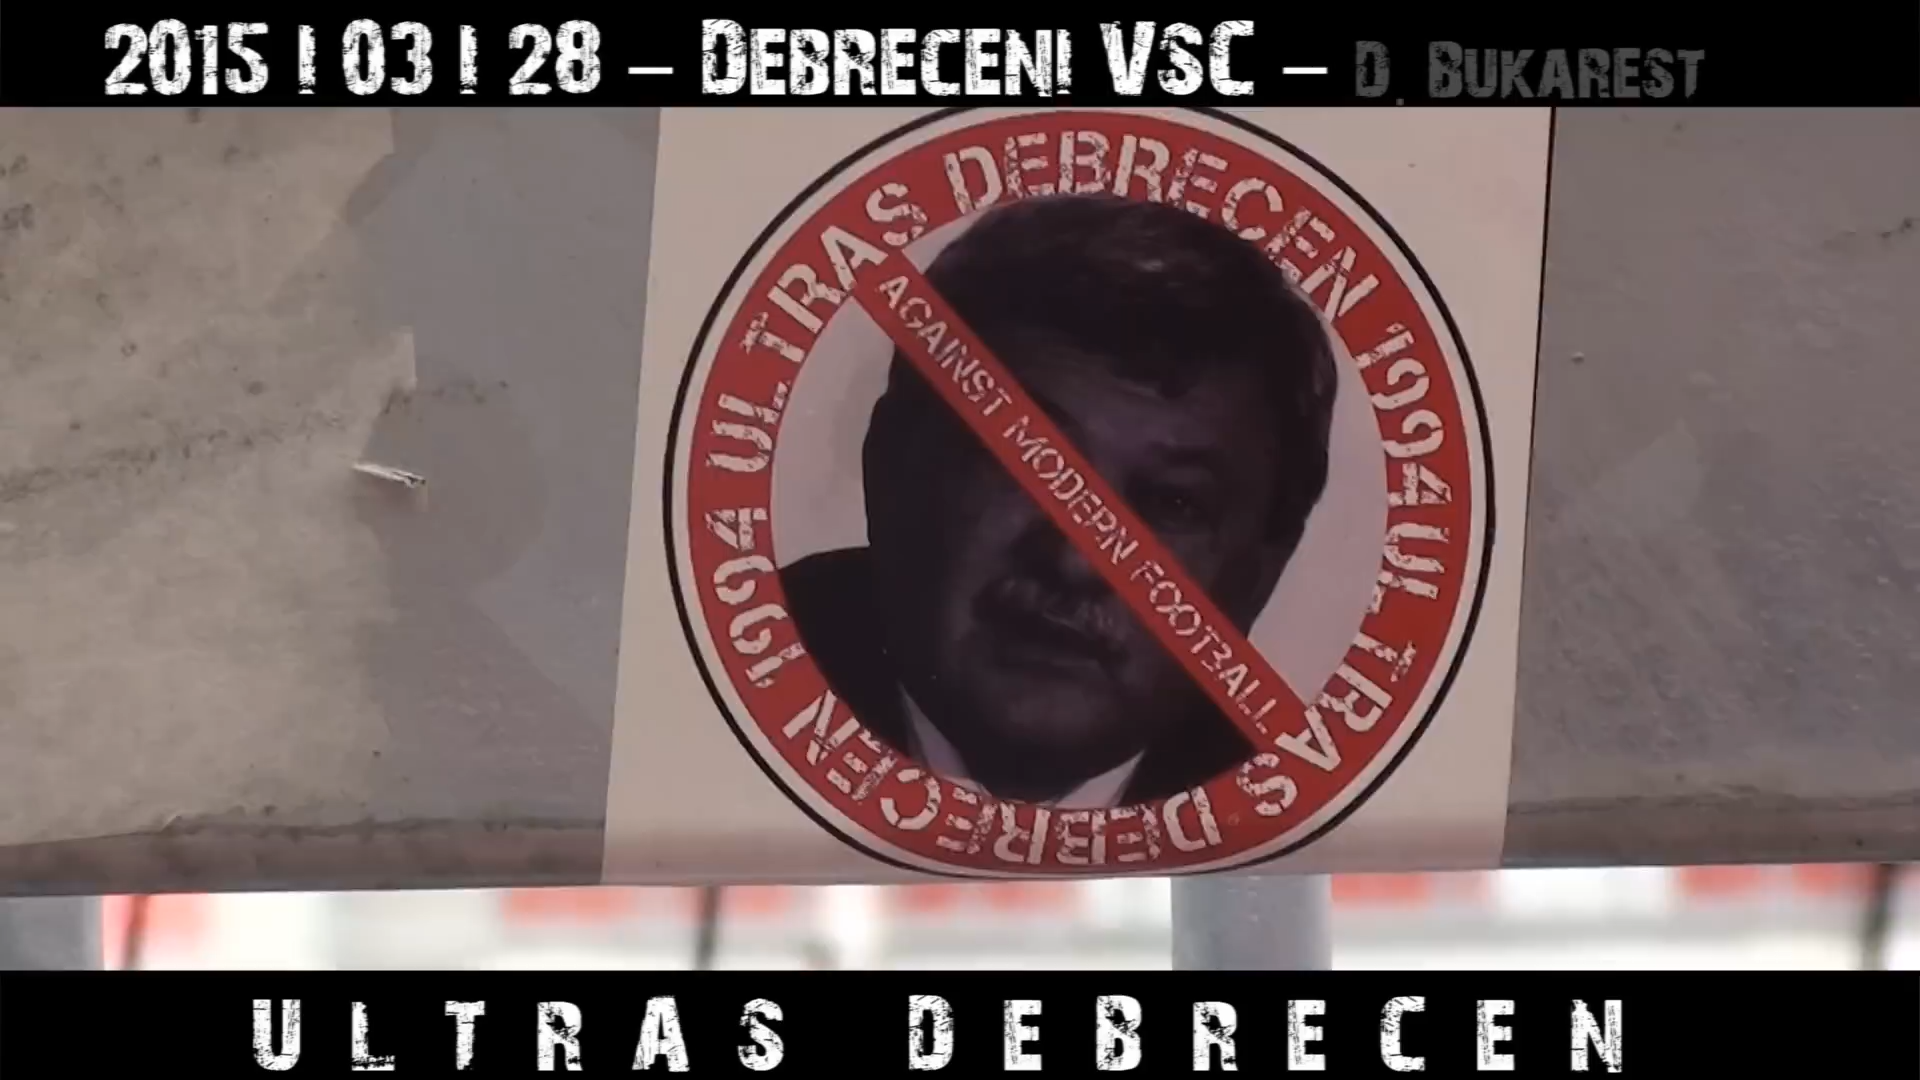 2015 | 03 | 28 – DEBRECENI VSC – D. BUKAREST
ULTRAS DEBRECEN 1994 ULTRAS DEBRECEN 1994
AGAINST MODERN FOOTBALL
ULTRAS DEBRECEN